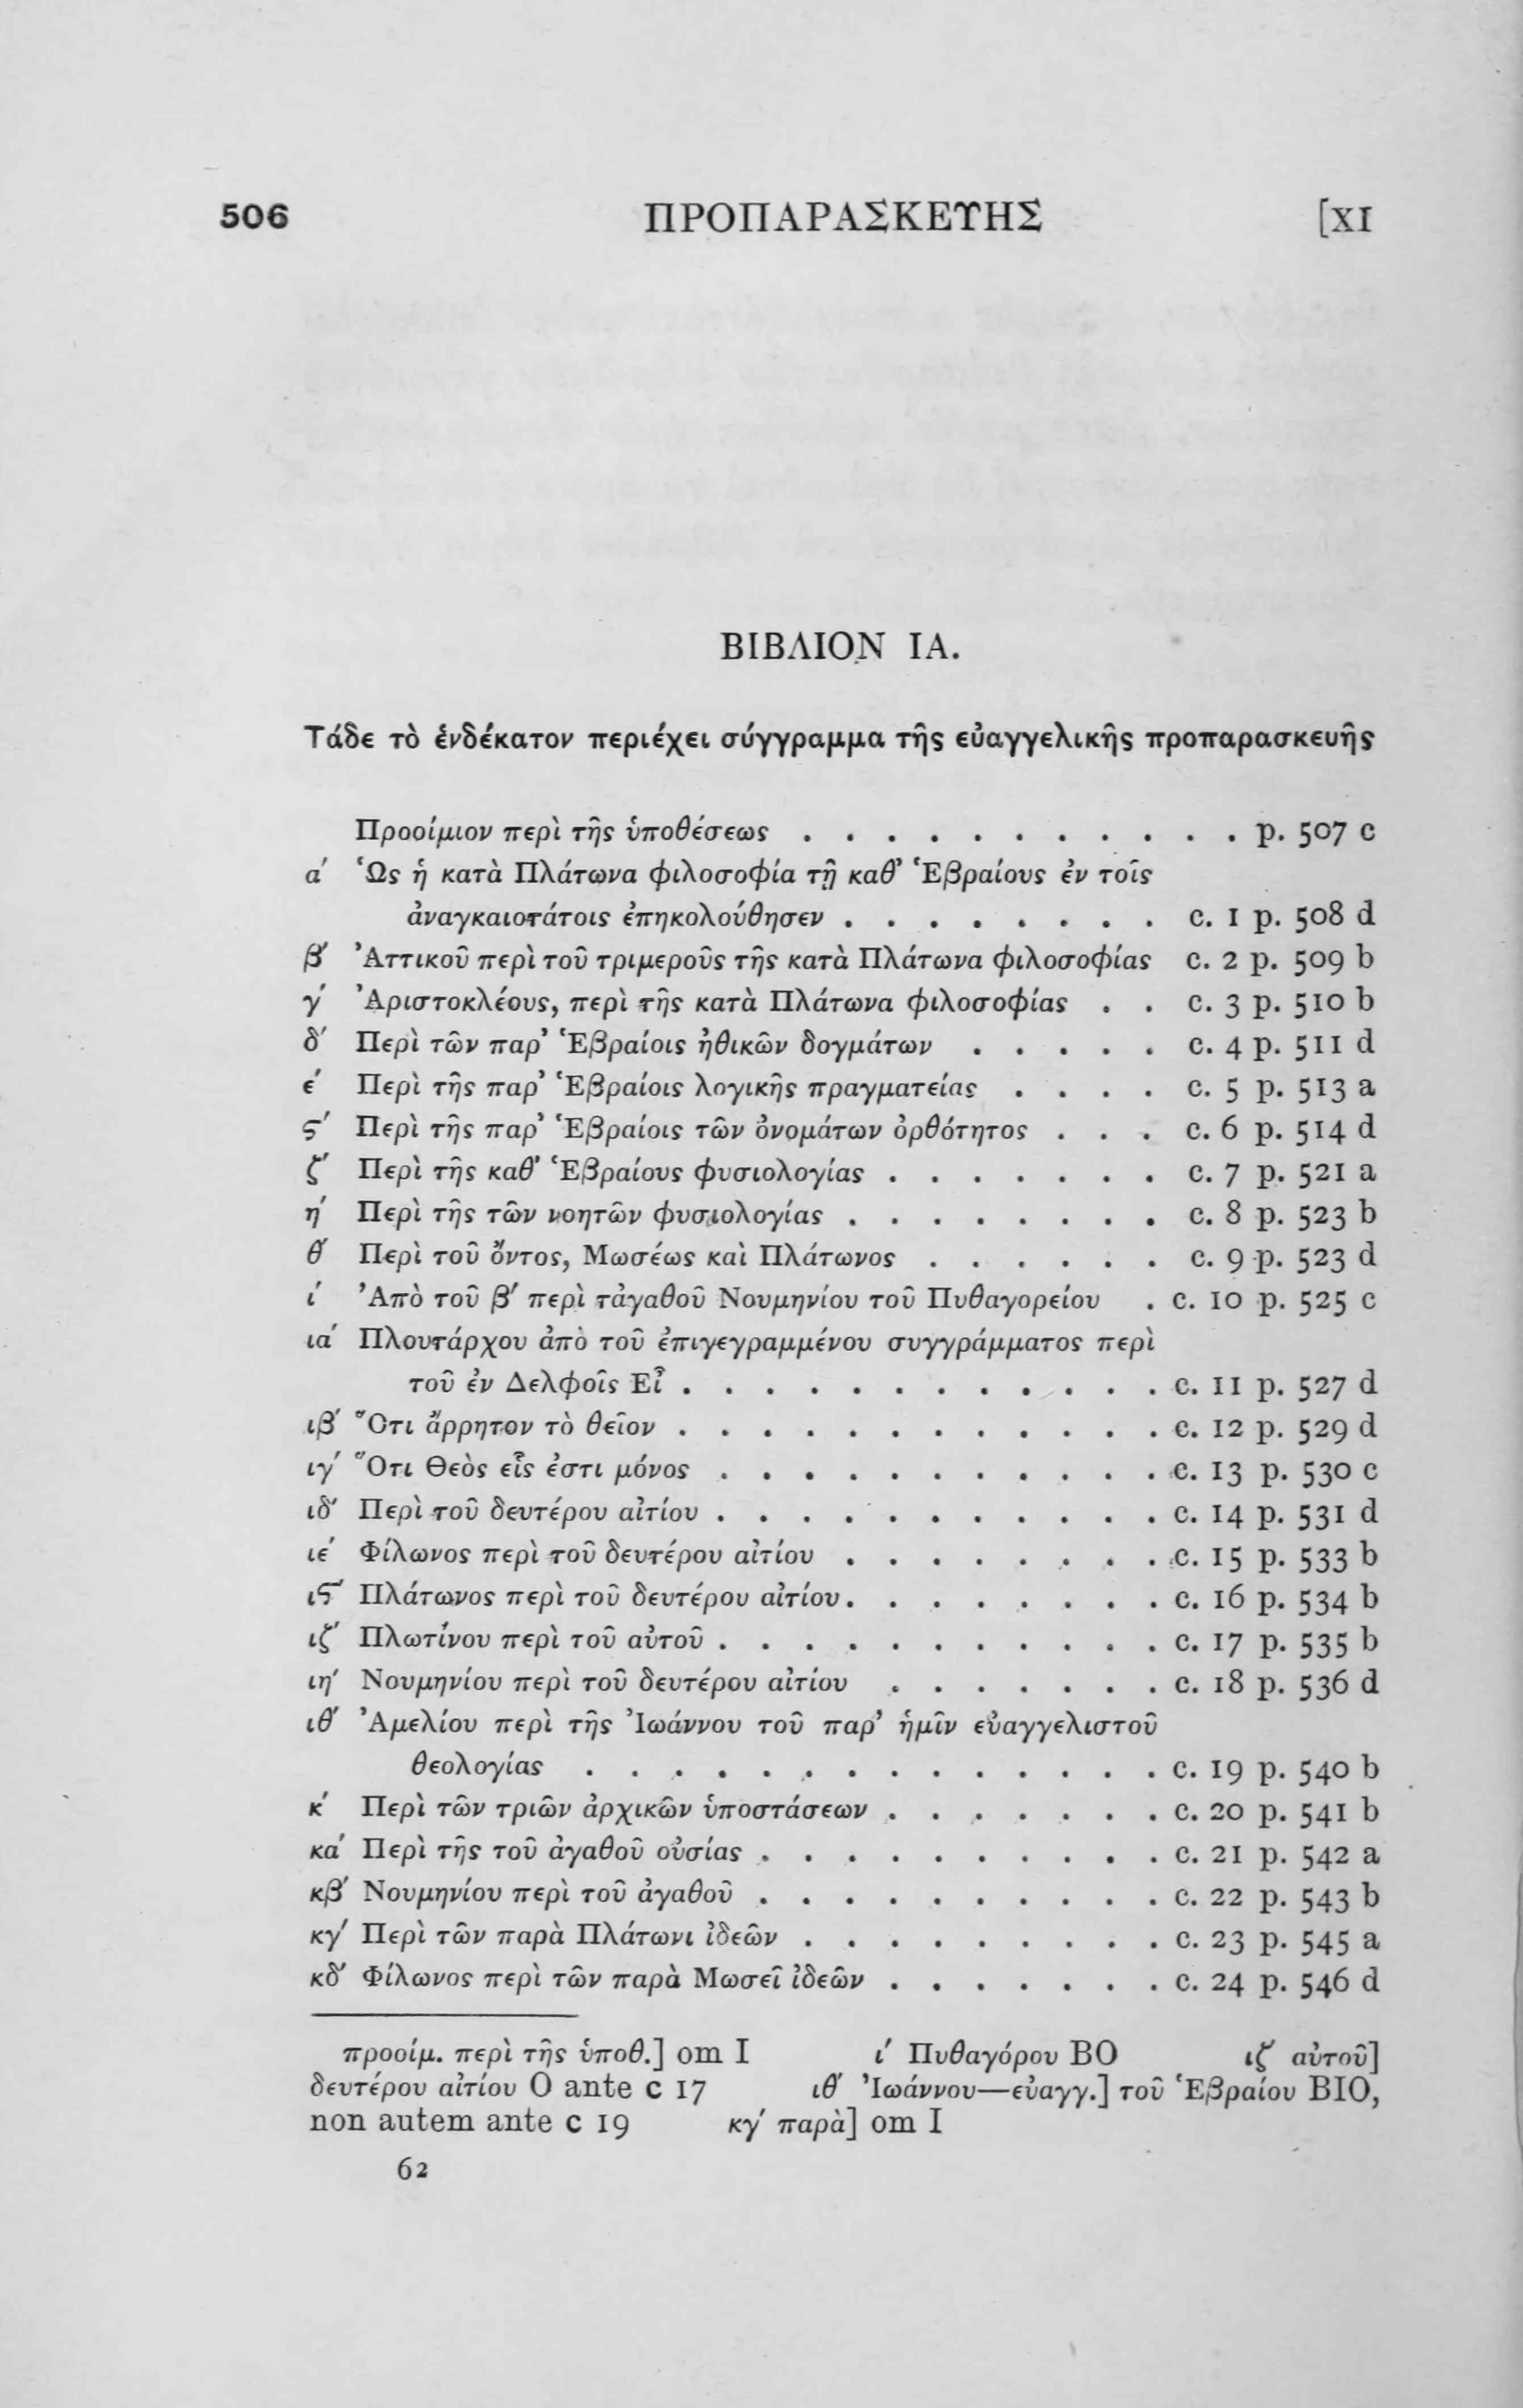 506 ΠΡΟΠΑΡΑΣΚΕΥΗΣ [XI
ΒΙΒΛΙΟΝ ΙΑ.
Τάδε τὸ ἑνδέκατον περιέχει σύγγραμμα τῆς εὐαγγελικῆς προπαρασκευῆς
Προοίμιον περὶ τῆς ὑποθέσεως . . . . . . . . . . . p. 507 c
α′ Ὡς ἡ κατὰ Πλάτωνα φιλοσοφία τῇ καθ’ Ἑβραίους ἐν τοῖς
ἀναγκαιοτάτοις ἐπηκολούθησεν . . . . . . . . c. 1 p. 508 d
β′ Ἀττικοῦ περὶ τοῦ τριμεροῦς τῆς κατὰ Πλάτωνα φιλοσοφίας c. 2 p. 509 b
γ′ Ἀριστοκλέους, περὶ τῆς κατὰ Πλάτωνα φιλοσοφίας . . c. 3 p. 510 b
δ′ Περὶ τῶν παρ’ Ἑβραίοις ἠθικῶν δογμάτων . . . . . c. 4 p. 511 d
ε′ Περὶ τῆς παρ’ Ἑβραίοις λογικῆς πραγματείας . . . . c. 5 p. 513 a
ϛ′ Περὶ τῆς παρ’ Ἑβραίοις τῶν ὀνομάτων ὀρθότητος . . . c. 6 p. 514 d
ζ′ Περὶ τῆς καθ’ Ἑβραίους φυσιολογίας . . . . . . . c. 7 p. 521 a
η′ Περὶ τῆς τῶν νοητῶν φυσιολογίας . . . . . . . . c. 8 p. 523 b
θ′ Περὶ τοῦ ὄντος, Μωσέως καὶ Πλάτωνος . . . . . . c. 9 p. 523 d
ι′ Ἀπὸ τοῦ β′ περὶ τἀγαθοῦ Νουμηνίου τοῦ Πυθαγορείου . c. 10 p. 525 c
ια′ Πλουτάρχου ἀπὸ τοῦ ἐπιγεγραμμένου συγγράμματος περὶ
τοῦ ἐν Δελφοῖς Εἶ . . . . . . . . . . . . c. 11 p. 527 d
ιβ′ Ὅτι ἄρρητον τὸ θεῖον . . . . . . . . . . . . c. 12 p. 529 d
ιγ′ Ὅτι Θεὸς εἷς ἐστι μόνος . . . . . . . . . . . c. 13 p. 530 c
ιδ′ Περὶ τοῦ δευτέρου αἰτίου . . . . . . . . . . . c. 14 p. 531 d
ιε′ Φίλωνος περὶ τοῦ δευτέρου αἰτίου . . . . . . . . c. 15 p. 533 b
ιϛ′ Πλάτωνος περὶ τοῦ δευτέρου αἰτίου . . . . . . . . c. 16 p. 534 b
ιζ′ Πλωτίνου περὶ τοῦ αὐτοῦ . . . . . . . . . . . c. 17 p. 535 b
ιη′ Νουμηνίου περὶ τοῦ δευτέρου αἰτίου . . . . . . . c. 18 p. 536 d
ιθ′ Ἀμελίου περὶ τῆς Ἰωάννου τοῦ παρ’ ἡμῖν εὐαγγελιστοῦ
θεολογίας . . . . . . . . . . . . . . c. 19 p. 540 b
κ′ Περὶ τῶν τριῶν ἀρχικῶν ὑποστάσεων . . . . . . . c. 20 p. 541 b
κα′ Περὶ τῆς τοῦ ἀγαθοῦ οὐσίας . . . . . . . . . . c. 21 p. 542 a
κβ′ Νουμηνίου περὶ τοῦ ἀγαθοῦ . . . . . . . . . . c. 22 p. 543 b
κγ′ Περὶ τῶν παρὰ Πλάτωνι ἰδεῶν . . . . . . . . . c. 23 p. 545 a
κδ′ Φίλωνος περὶ τῶν παρὰ Μωσεῖ ἰδεῶν . . . . . . . c. 24 p. 546 d
προοίμ. περὶ τῆς ὑποθ.] om I ι′ Πυθαγόρου BO ιζ′ αὐτοῦ]
δευτέρου αἰτίου O ante c 17 ιθ′ Ἰωάννου—εὐαγγ.] τοῦ Ἑβραίου BIO,
non autem ante c 19 κγ′ παρὰ] om I
62